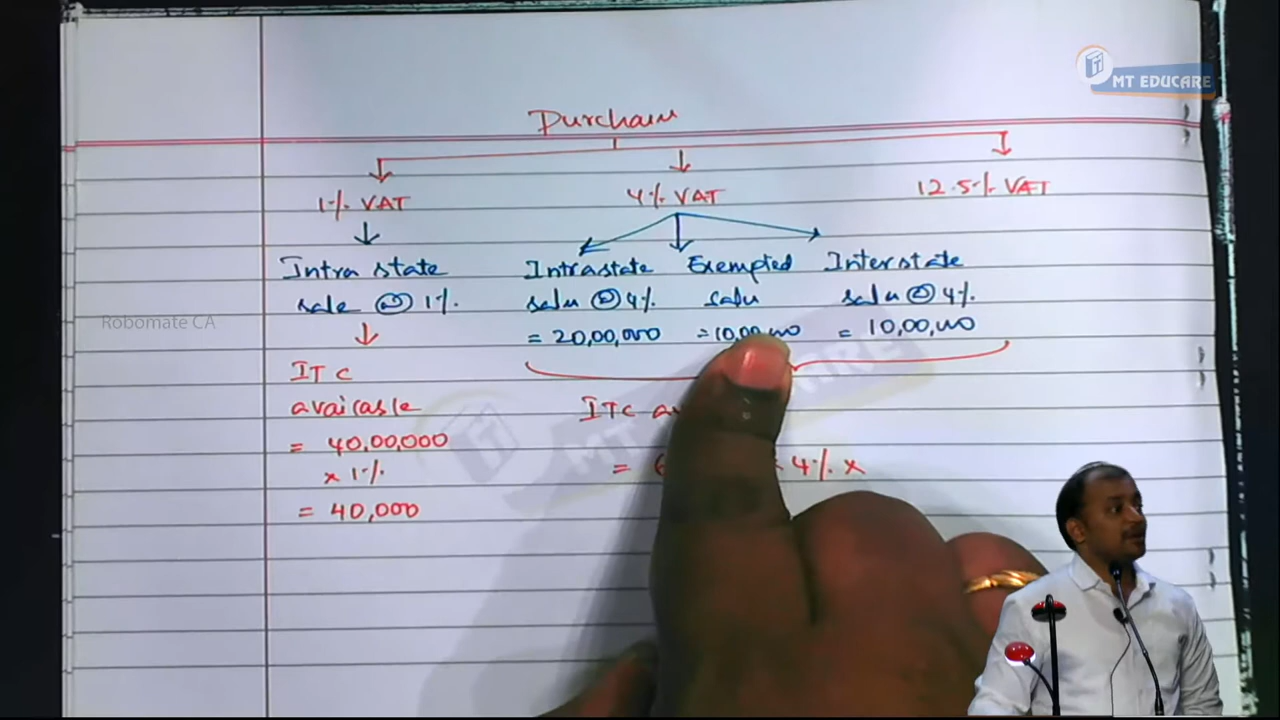 MT EDUCARE
Purchase
1% VAT 4% VAT 12.5% VAT
Intra state Intrastate Exempted Interstate
sale @ 1%. sales @ 4%. sales sales @ 4%.
= 20,00,000 = 10,00,000 = 10,00,000
Robomate CA
ITC
available ITC
= 40,00,000
x 1% = x 4% x
= 40,000